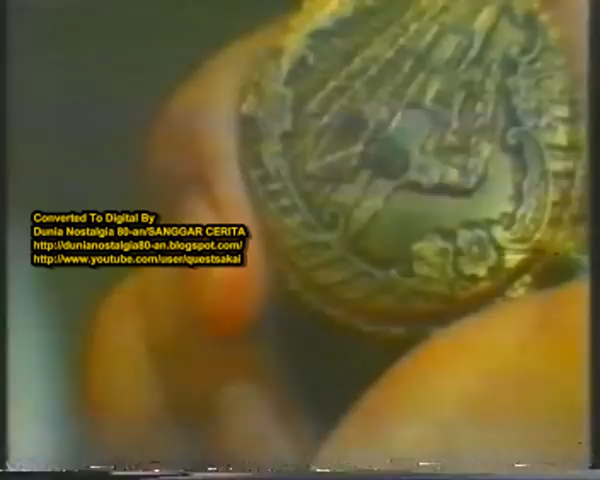 Converted To Digital By
Dunia Nostalgia 80-an/SANGGAR CERITA
http://dunianostalgia80-an.blogspot.com/
http://www.youtube.com/user/questsakai